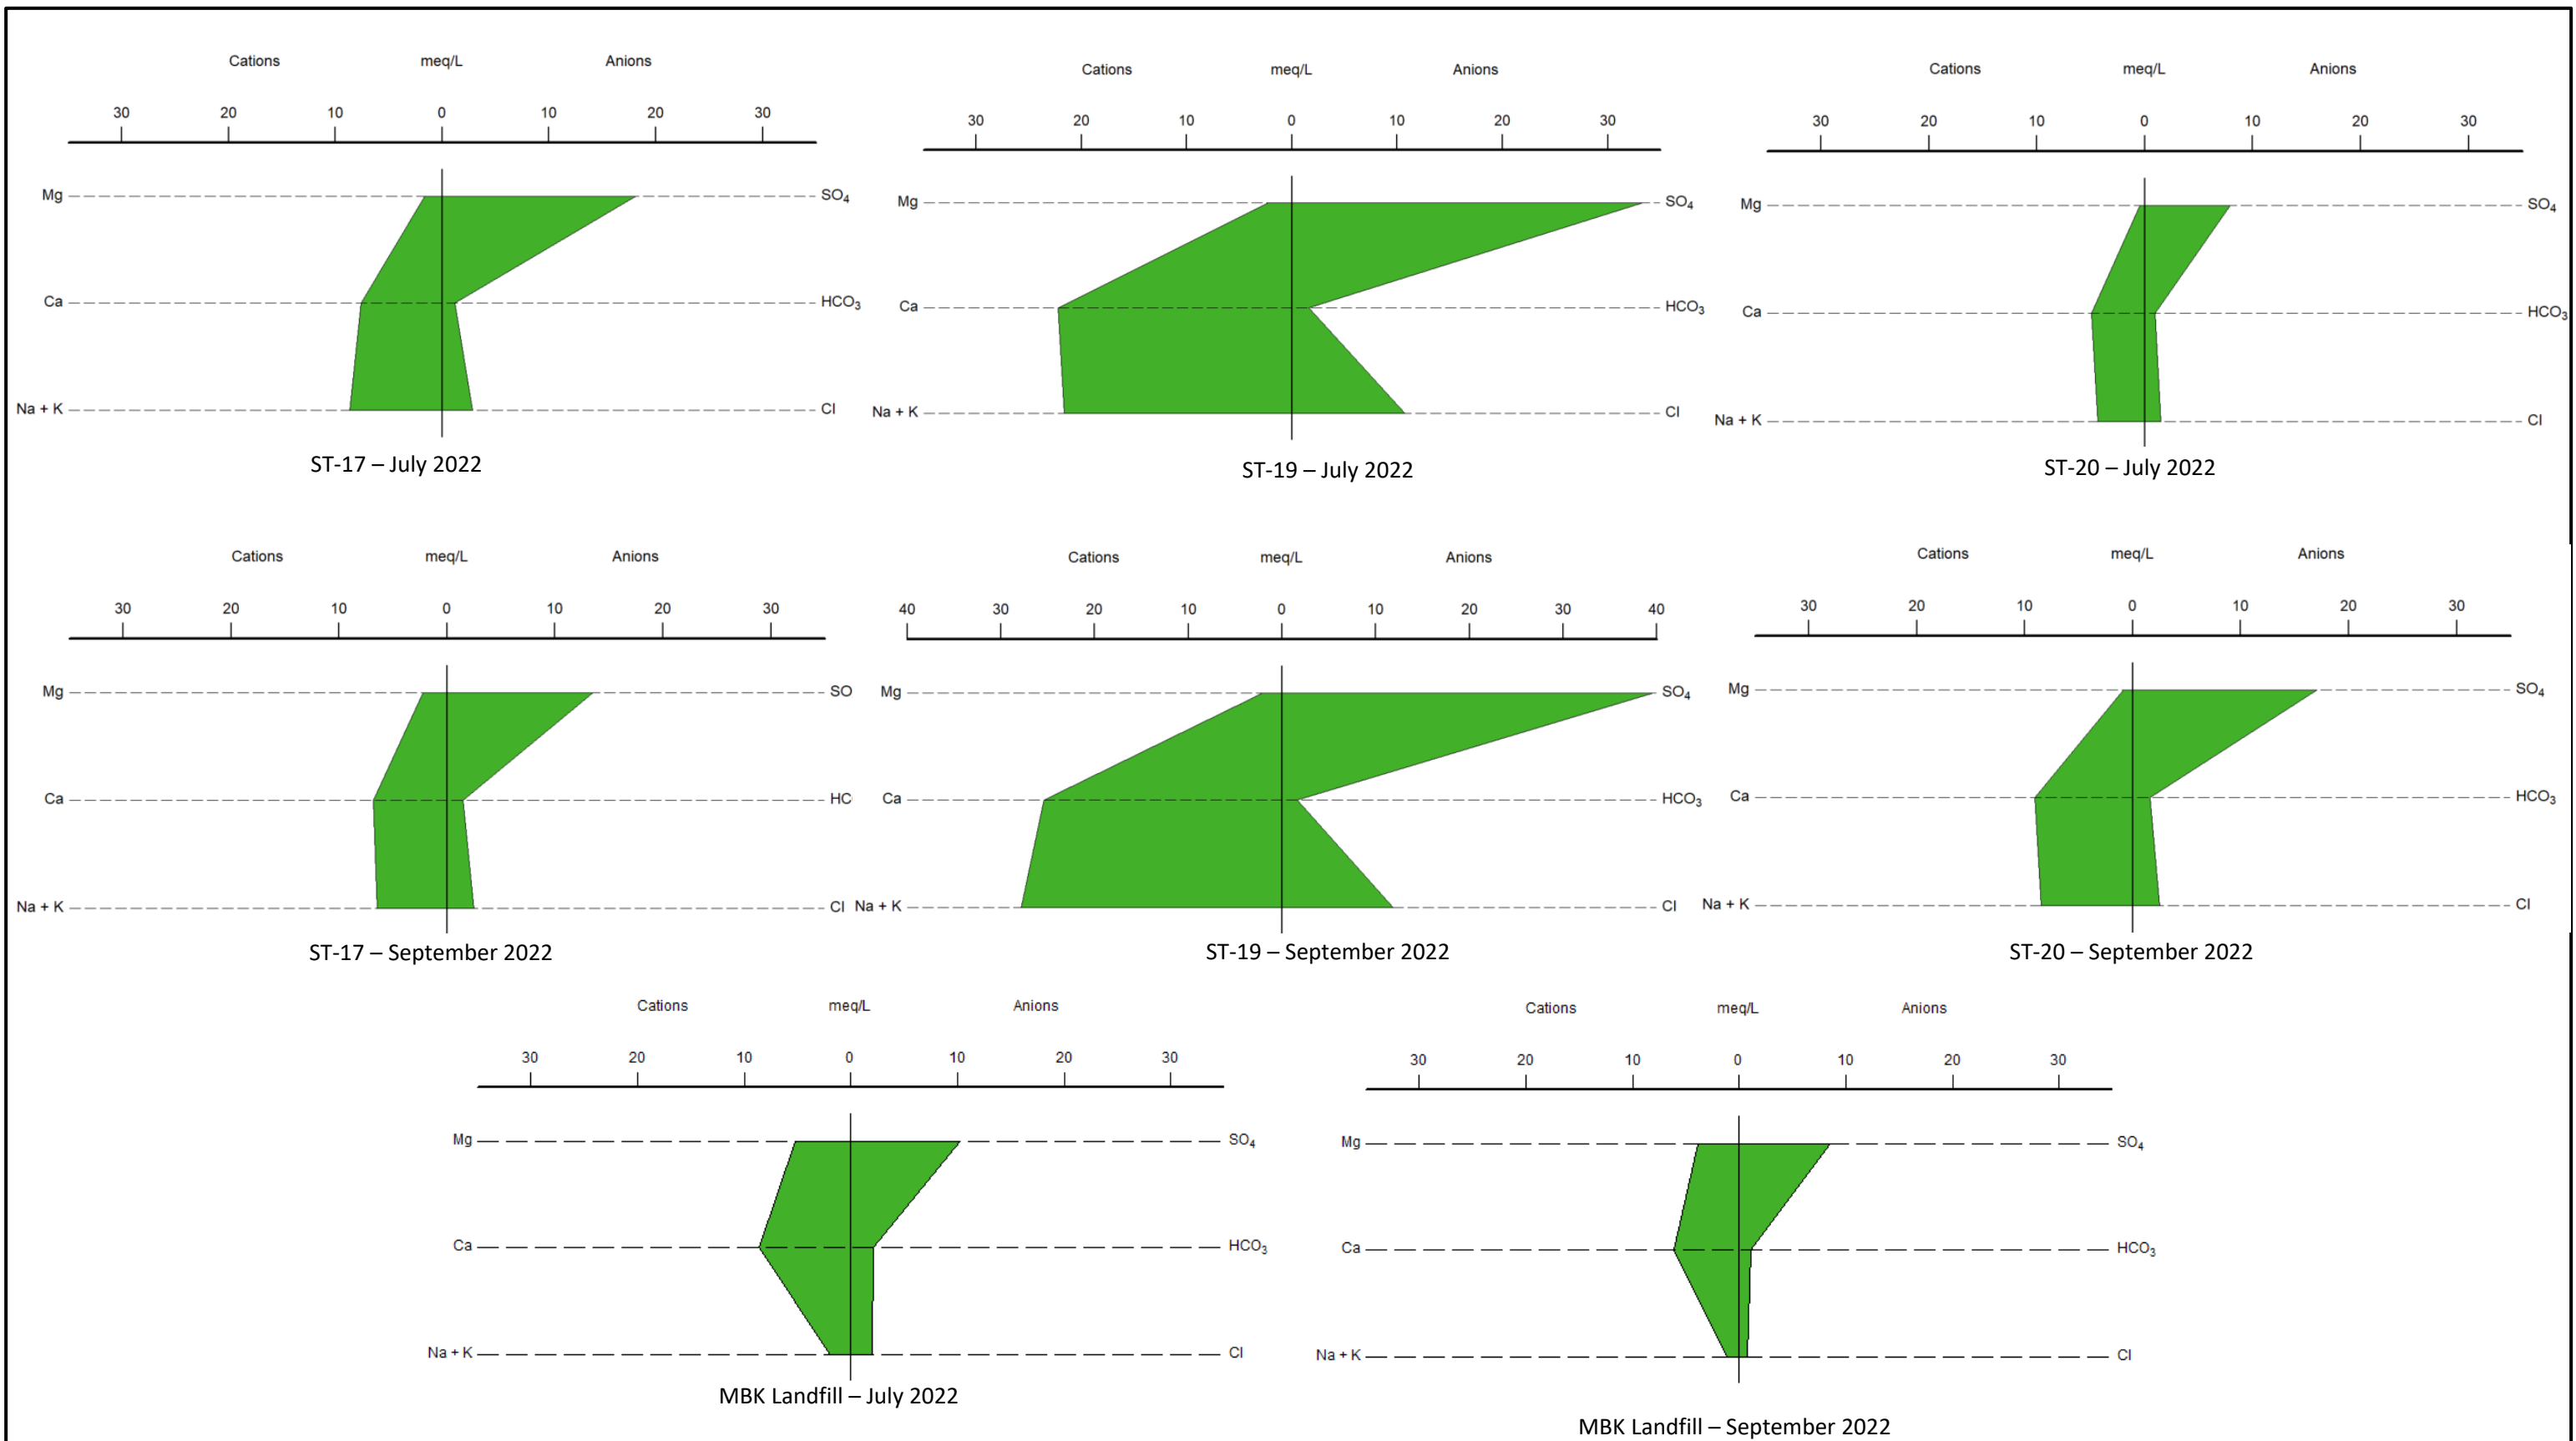 Cations meq/L Anions
30 20 10 0 10 20 30
Mg SO₄
Ca HCO₃
Na + K Cl
ST-17 – July 2022
Cations meq/L Anions
30 20 10 0 10 20 30
Mg SO₄
Ca HCO₃
Na + K Cl
ST-19 – July 2022
Cations meq/L Anions
30 20 10 0 10 20 30
Mg SO₄
Ca HCO₃
Na + K Cl
ST-20 – July 2022
Cations meq/L Anions
30 20 10 0 10 20 30
Mg SO
Ca HC
Na + K Cl
ST-17 – September 2022
Cations meq/L Anions
40 30 20 10 0 10 20 30 40
Mg SO₄
Ca HCO₃
Na + K Cl
ST-19 – September 2022
Cations meq/L Anions
30 20 10 0 10 20 30
Mg SO₄
Ca HCO₃
Na + K Cl
ST-20 – September 2022
Cations meq/L Anions
30 20 10 0 10 20 30
Mg SO₄
Ca HCO₃
Na + K Cl
MBK Landfill – July 2022
Cations meq/L Anions
30 20 10 0 10 20 30
Mg SO₄
Ca HCO₃
Na + K Cl
MBK Landfill – September 2022